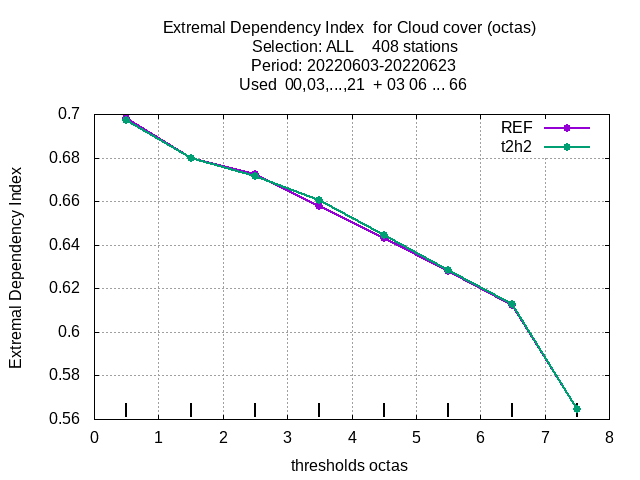 Extremal Dependency Index  for Cloud cover (octas)
Selection: ALL    408 stations
Period: 20220603-20220623
Used  00,03,...,21  + 03 06 ... 66
REF
t2h2
Extremal Dependency Index
0.7
0.68
0.66
0.64
0.62
0.6
0.58
0.56
0 1 2 3 4 5 6 7 8
thresholds octas